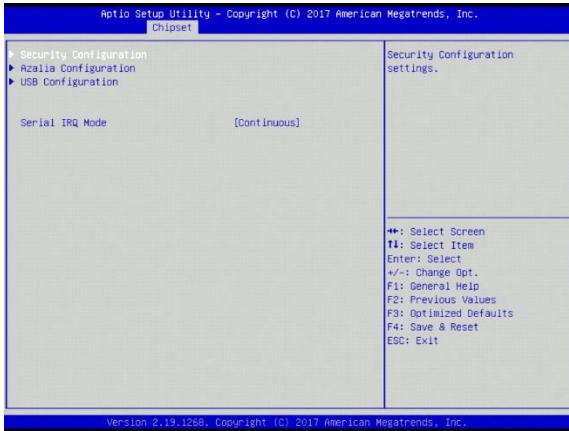 Aptio Setup Utility – Copyright (C) 2017 American Megatrends, Inc.
Chipset
Security Configuration
Azalia Configuration
USB Configuration
Serial IRQ Mode [Continuous]
Security Configuration
settings.
↔: Select Screen
↑↓: Select Item
Enter: Select
+/-: Change Opt.
F1: General Help
F2: Previous Values
F3: Optimized Defaults
F4: Save & Reset
ESC: Exit
Version 2.19.1268. Copyright (C) 2017 American Megatrends, Inc.